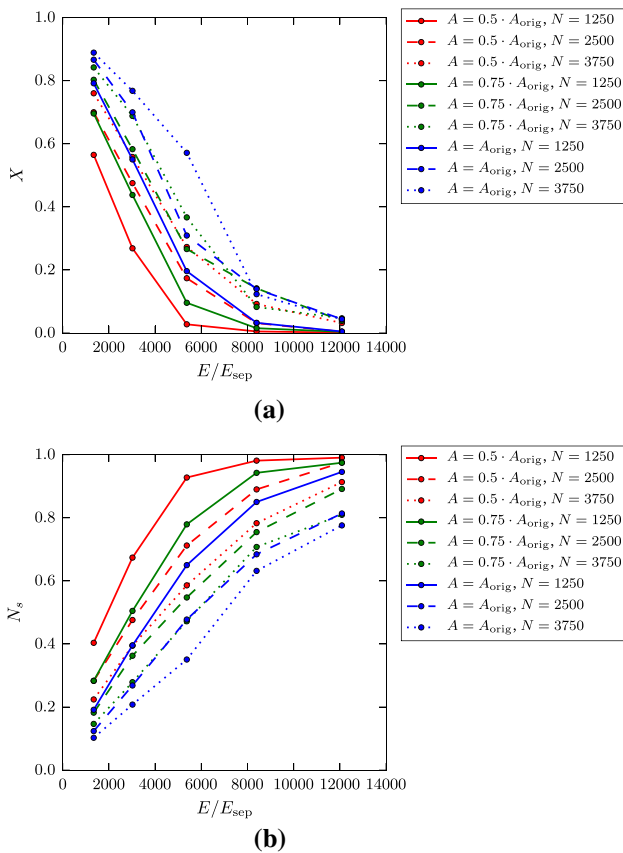 1.0
0.8
0.6
0.4
0.2
0.0
X
0 2000 4000 6000 8000 10000 12000 14000
E/E_sep
A = 0.5 · A_orig, N = 1250
A = 0.5 · A_orig, N = 2500
A = 0.5 · A_orig, N = 3750
A = 0.75 · A_orig, N = 1250
A = 0.75 · A_orig, N = 2500
A = 0.75 · A_orig, N = 3750
A = A_orig, N = 1250
A = A_orig, N = 2500
A = A_orig, N = 3750
(a)
1.0
0.8
0.6
0.4
0.2
0.0
N_s
0 2000 4000 6000 8000 10000 12000 14000
E/E_sep
A = 0.5 · A_orig, N = 1250
A = 0.5 · A_orig, N = 2500
A = 0.5 · A_orig, N = 3750
A = 0.75 · A_orig, N = 1250
A = 0.75 · A_orig, N = 2500
A = 0.75 · A_orig, N = 3750
A = A_orig, N = 1250
A = A_orig, N = 2500
A = A_orig, N = 3750
(b)